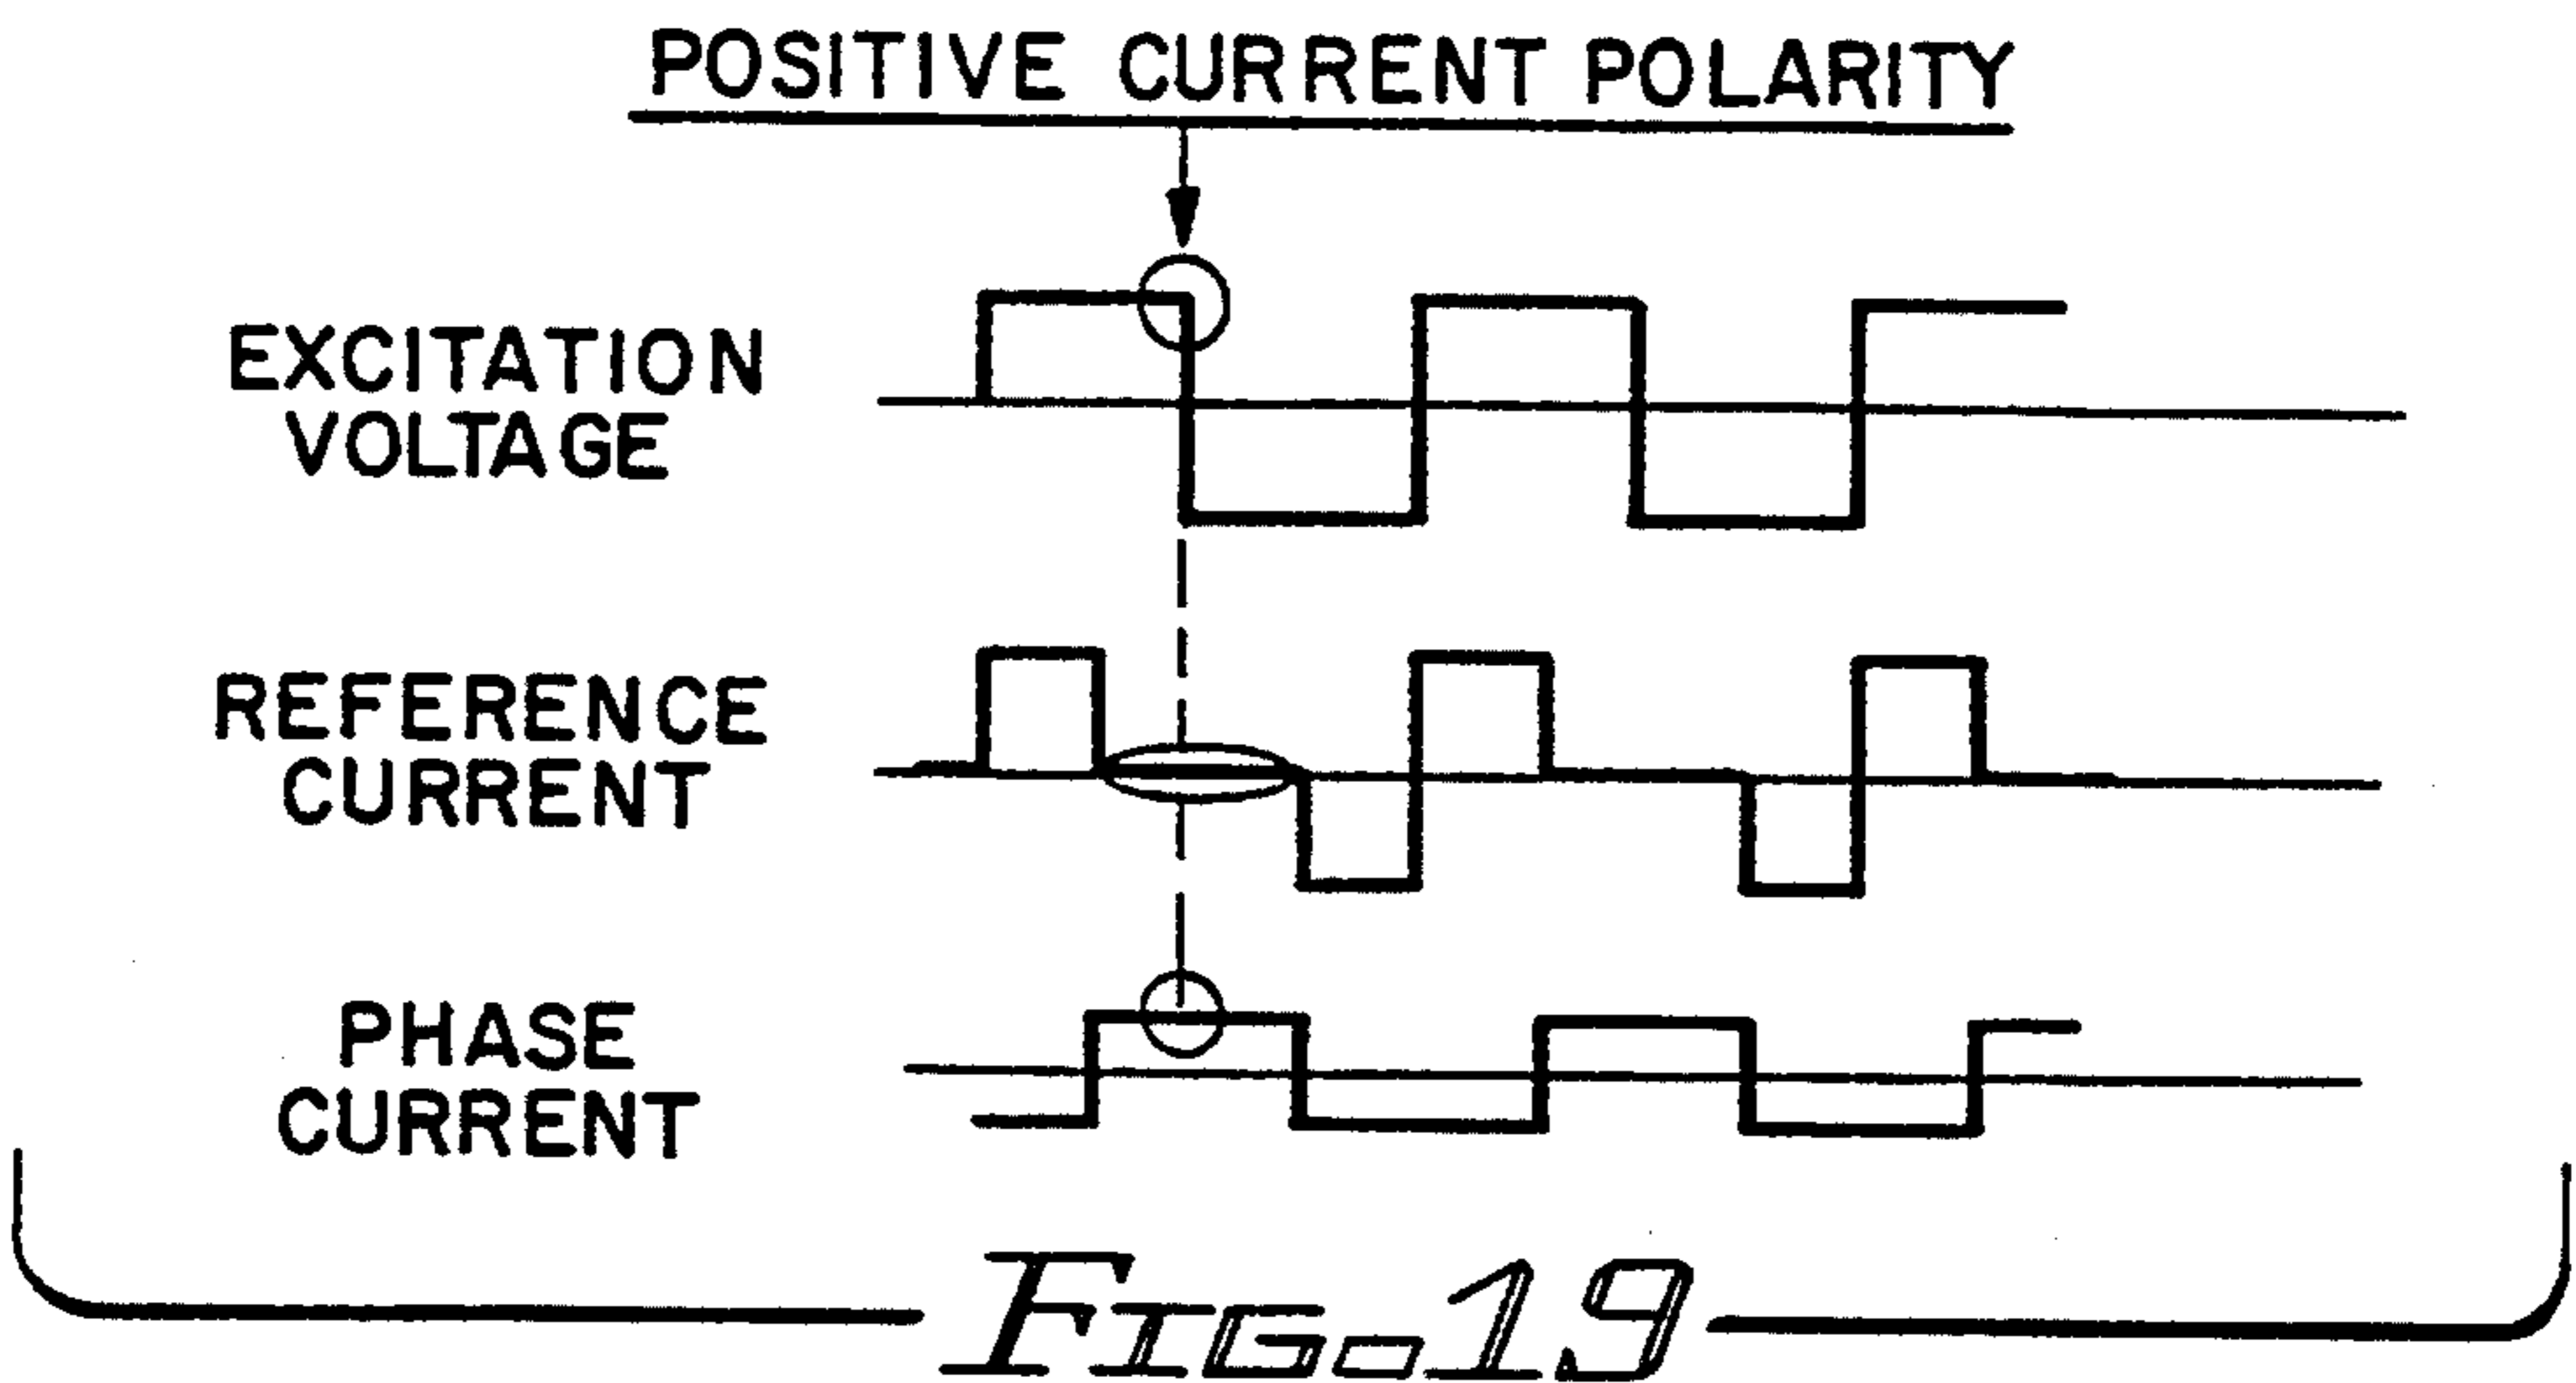 POSITIVE CURRENT POLARITY
EXCITATION
VOLTAGE
REFERENCE
CURRENT
PHASE
CURRENT
FIG. 19